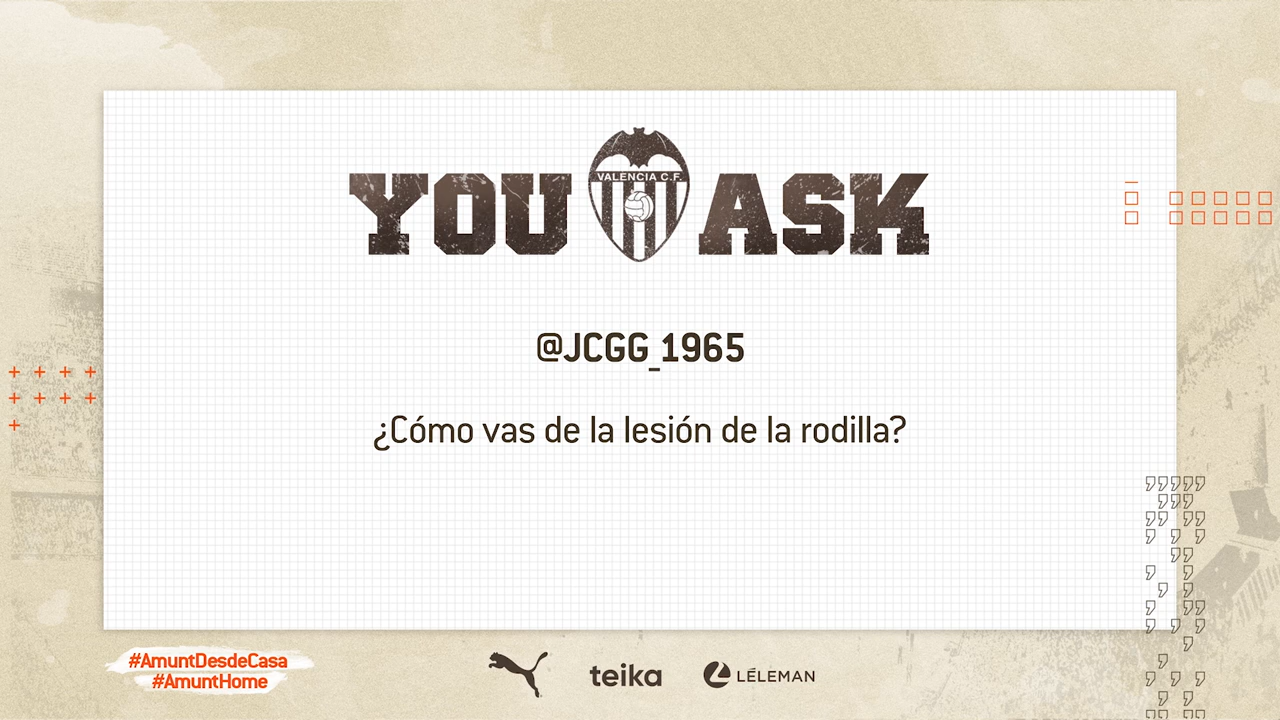 YOU ASK
VALENCIA C.F.
@JCGG_1965
¿Cómo vas de la lesión de la rodilla?
#AmuntDesdeCasa
#AmuntHome
teika
LÉLEMAN